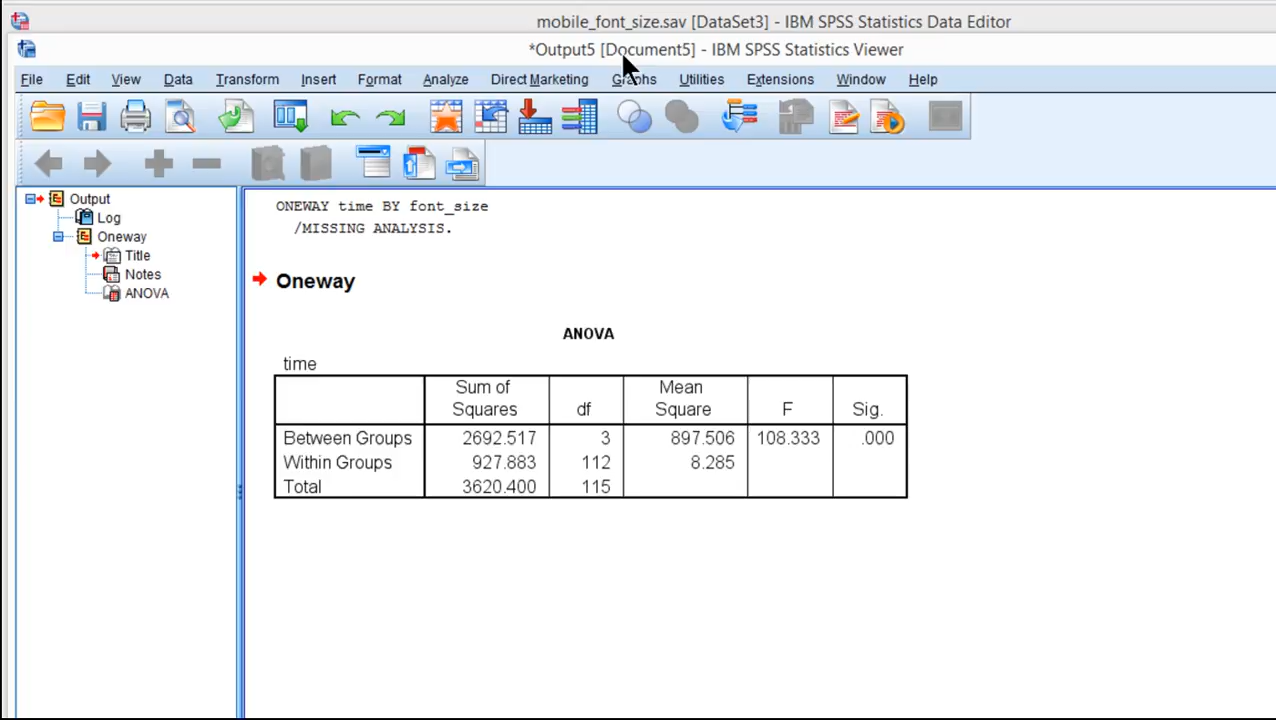 mobile_font_size.sav [DataSet3] - IBM SPSS Statistics Data Editor
*Output5 [Document5] - IBM SPSS Statistics Viewer
File Edit View Data Transform Insert Format Analyze Direct Marketing Graphs Utilities Extensions Window Help
Output
Log
Oneway
Title
Notes
ANOVA
ONEWAY time BY font_size
/MISSING ANALYSIS.
Oneway
ANOVA
time
Sum of Squares df Mean Square F Sig.
Between Groups 2692.517 3 897.506 108.333 .000
Within Groups 927.883 112 8.285
Total 3620.400 115